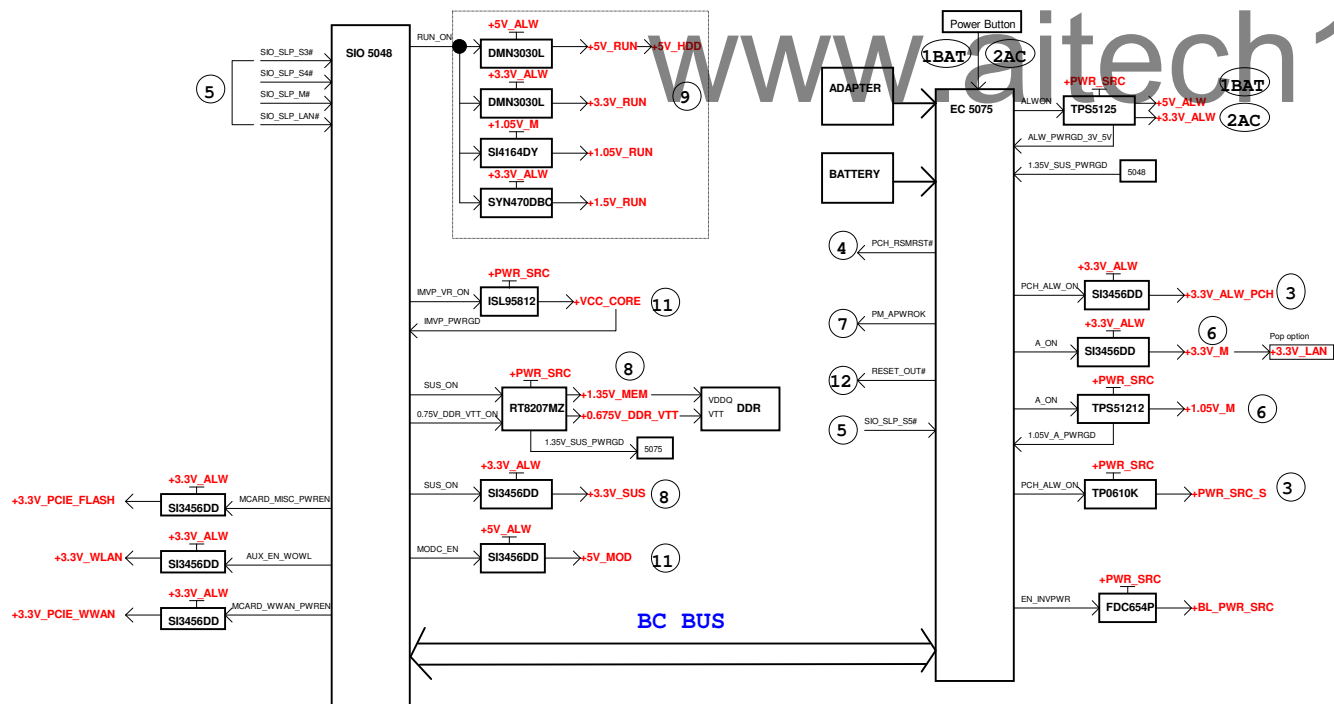 www.aitech1
SIO_SLP_S3#
SIO_SLP_S4#
SIO_SLP_M#
SIO_SLP_LAN#
5
SIO 5048
RUN_ON
+5V_ALW
DMN3030L
+5V_RUN
+5V_HDD
+3.3V_ALW
DMN3030L
+3.3V_RUN
9
+1.05V_M
SI4164DY
+1.05V_RUN
+3.3V_ALW
SYN470DBC
+1.5V_RUN
IMVP_VR_ON
+PWR_SRC
ISL95812
+VCC_CORE
11
IMVP_PWRGD
SUS_ON
0.75V_DDR_VTT_ON
+PWR_SRC
RT8207MZ
8
+1.35V_MEM
+0.675V_DDR_VTT
VDDQ
VTT
DDR
1.35V_SUS_PWRGD
5075
SUS_ON
+3.3V_ALW
SI3456DD
+3.3V_SUS
8
MODC_EN
+5V_ALW
SI3456DD
+5V_MOD
11
+3.3V_PCIE_FLASH
+3.3V_ALW
SI3456DD
MCARD_MISC_PWREN
+3.3V_WLAN
+3.3V_ALW
SI3456DD
AUX_EN_WOWL
+3.3V_PCIE_WWAN
+3.3V_ALW
SI3456DD
MCARD_WWAN_PWREN
BC BUS
Power Button
1BAT
2AC
ADAPTER
BATTERY
EC 5075
ALWON
+PWR_SRC
TPS5125
+5V_ALW
+3.3V_ALW
1BAT
2AC
ALW_PWRGD_3V_5V
1.35V_SUS_PWRGD
5048
4
PCH_RSMRST#
7
PM_APWROK
12
RESET_OUT#
5
SIO_SLP_S5#
PCH_ALW_ON
+3.3V_ALW
SI3456DD
+3.3V_ALW_PCH
3
A_ON
+3.3V_ALW
SI3456DD
6
+3.3V_M
Pop option
+3.3V_LAN
A_ON
+PWR_SRC
TPS51212
+1.05V_M
6
1.05V_A_PWRGD
PCH_ALW_ON
+PWR_SRC
TP0610K
+PWR_SRC_S
3
EN_INVPWR
+PWR_SRC
FDC654P
+BL_PWR_SRC